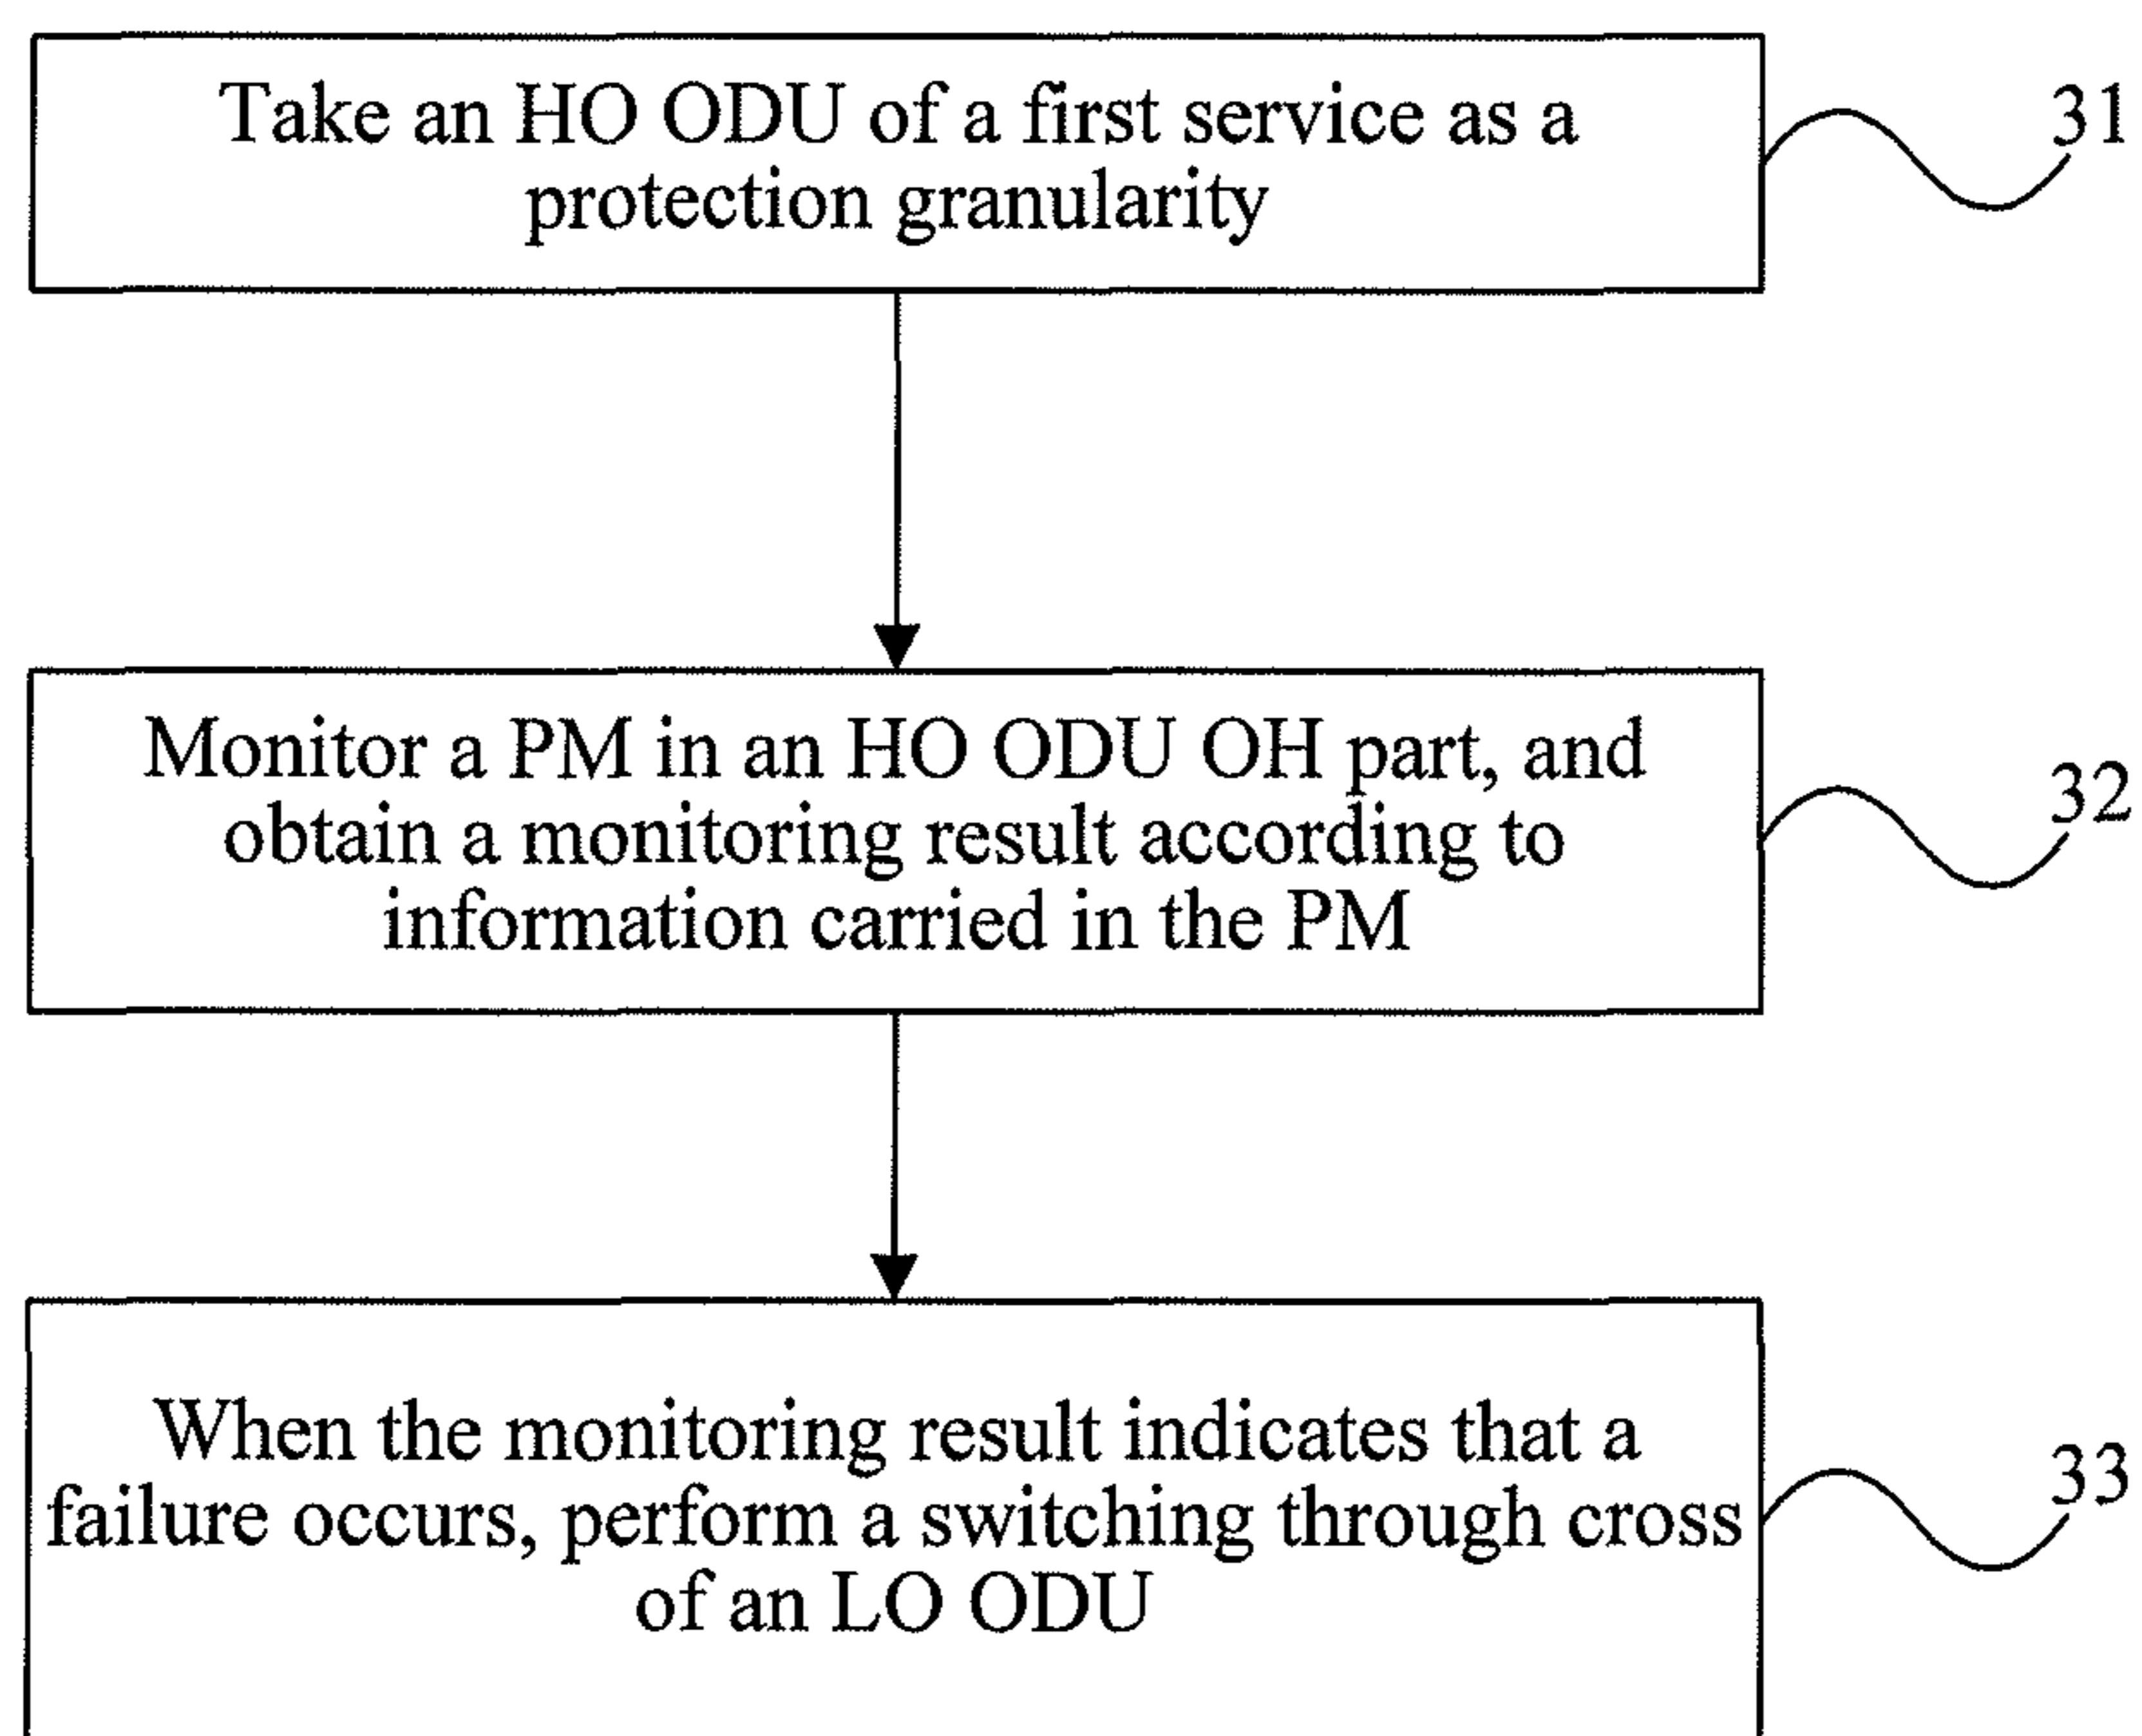 Take an HO ODU of a first service as a
protection granularity
31
Monitor a PM in an HO ODU OH part, and
obtain a monitoring result according to
information carried in the PM
32
When the monitoring result indicates that a
failure occurs, perform a switching through cross
of an LO ODU
33